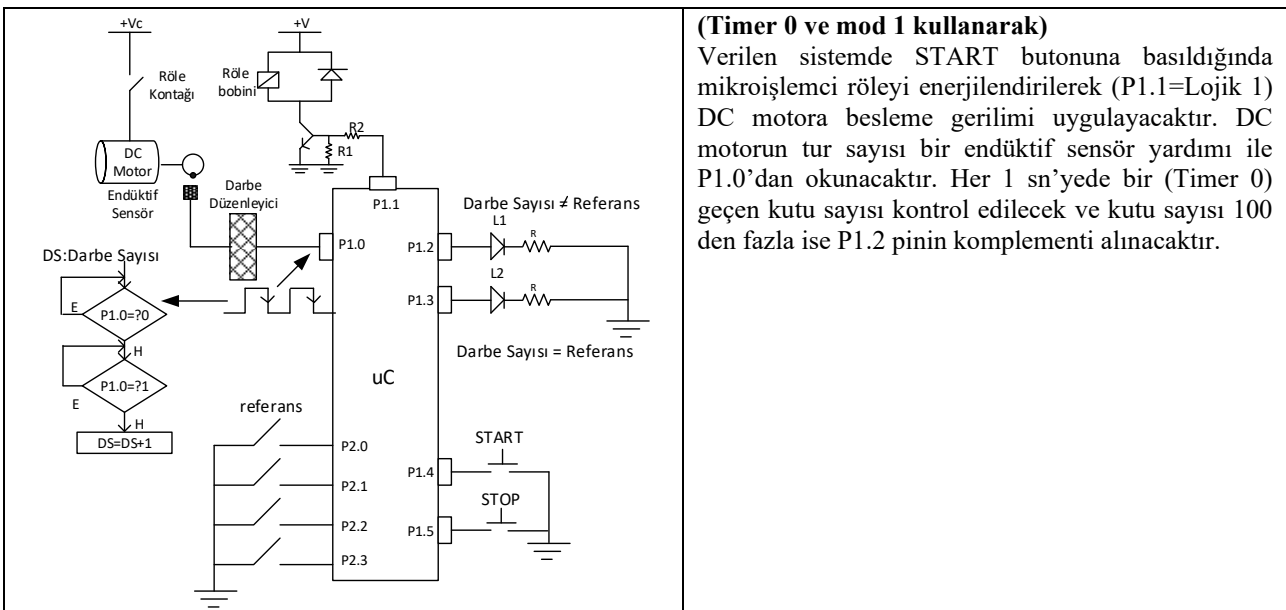 +Vc
+V
Röle
Kontağı
Röle
bobini
R2
R1
DC
Motor
Endüktif
Sensör
Darbe
Düzenleyici
P1.1
P1.0
DS:Darbe Sayısı
P1.0=?0
E
H
P1.0=?1
E
H
DS=DS+1
Darbe Sayısı ≠ Referans
L1
R
P1.2
L2
R
P1.3
Darbe Sayısı = Referans
uC
referans
P2.0
P2.1
P2.2
P2.3
START
P1.4
STOP
P1.5
(Timer 0 ve mod 1 kullanarak)
Verilen sistemde START butonuna basıldığında
mikroişlemci röleyi enerjilendirilerek (P1.1=Lojik 1)
DC motora besleme gerilimi uygulayacaktır. DC
motorun tur sayısı bir endüktif sensör yardımı ile
P1.0’dan okunacaktır. Her 1 sn’yede bir (Timer 0)
geçen kutu sayısı kontrol edilecek ve kutu sayısı 100
den fazla ise P1.2 pinin komplementi alınacaktır.